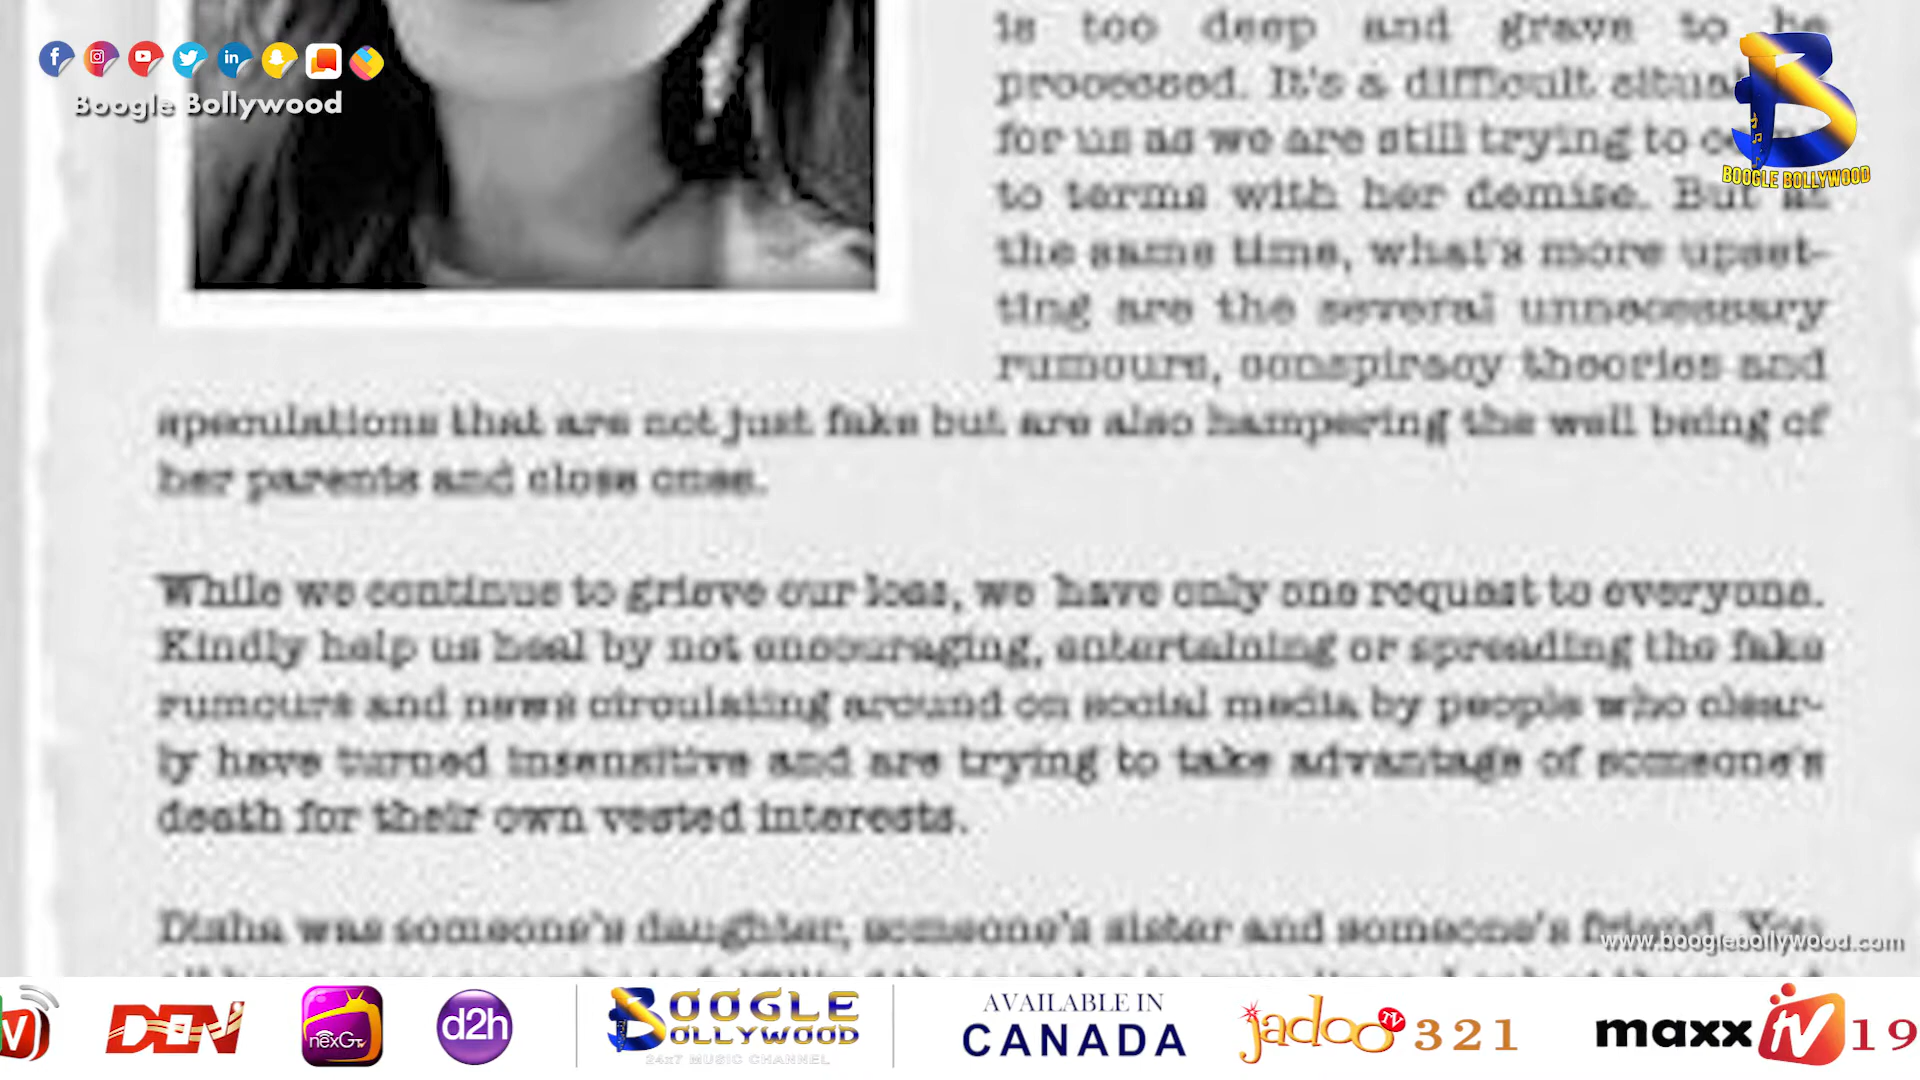 Boogle Bollywood
BOOGLE BOLLYWOOD
is too deep and grave to be
processed. It's a difficult
for us as we are still trying to
to terms with her demise. But at
the same time, what's more upset-
ting are the several unnecessary
rumours, conspiracy theories and
speculations that are not just fake but are also hampering the well being of
her parents and close ones.
While we continue to grieve our loss, we have only one request to everyone.
Kindly help us heal by not encouraging, entertaining or spreading the fake
rumours and news circulating around on social media by people who clear-
ly have turned insensitive and are trying to take advantage of someone's
death for their own vested interests.
Disha was someone's daughter, someone's sister and someone's friend. You
www.booglebollywood.com
DEN
nexGtv
d2h
BOOGLE
BOLLYWOOD
24x7 MUSIC CHANNEL
AVAILABLE IN
CANADA
jadoo TV 321
maxx tv 19